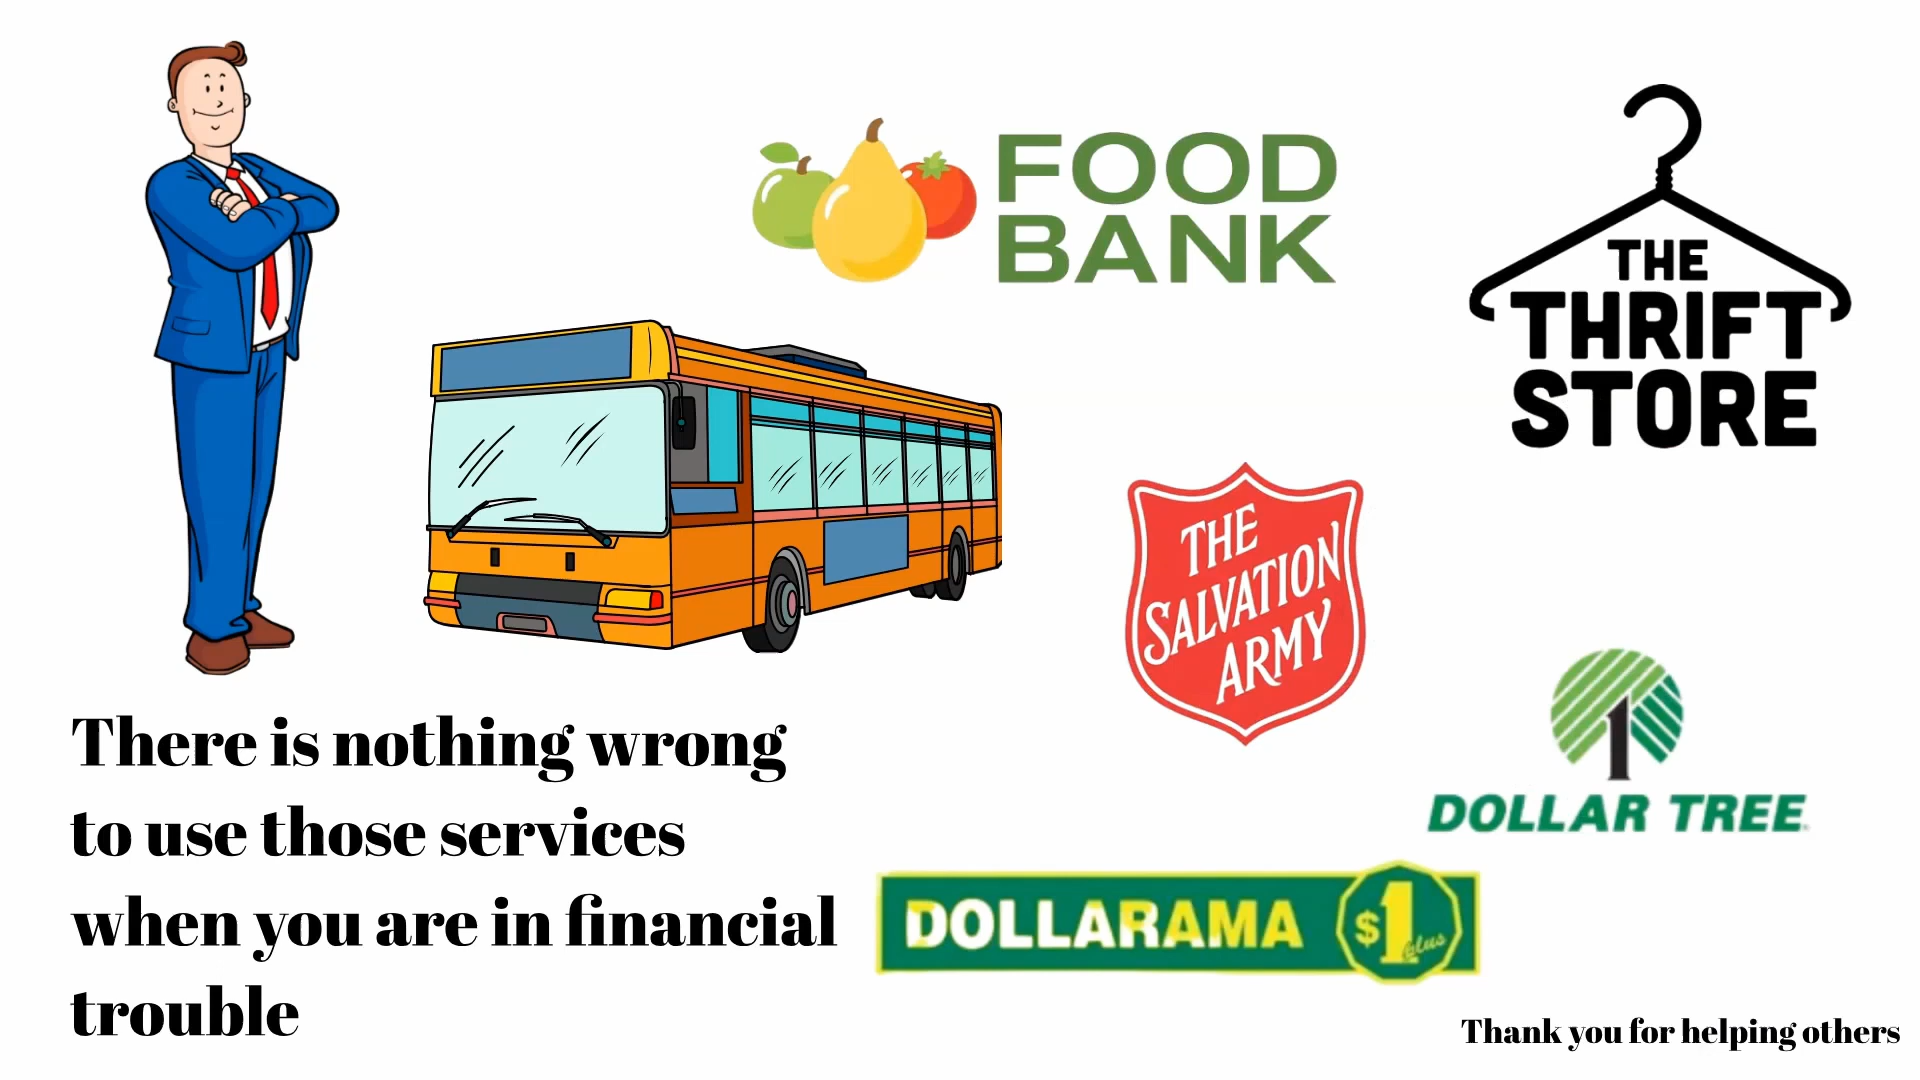 FOOD
BANK
THE
THRIFT
STORE
THE
SALVATION
ARMY
DOLLAR TREE
There is nothing wrong
to use those services
when you are in financial
trouble
DOLLARAMA $1 plus
Thank you for helping others